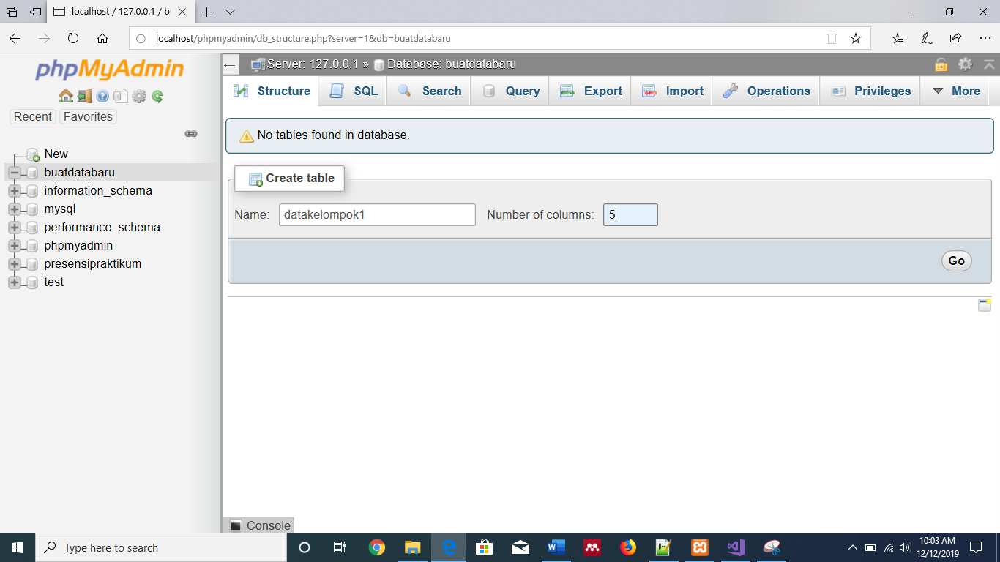 localhost / 127.0.0.1 / b
localhost/phpmyadmin/db_structure.php?server=1&db=buatdatabaru
phpMyAdmin
Recent Favorites
New
buatdatabaru
information_schema
mysql
performance_schema
phpmyadmin
presensipraktikum
test
Server: 127.0.0.1 » Database: buatdatabaru
Structure SQL Search Query Export Import Operations Privileges More
No tables found in database.
Create table
Name: datakelompok1 Number of columns: 5
Go
Console
Type here to search
10:03 AM
12/12/2019